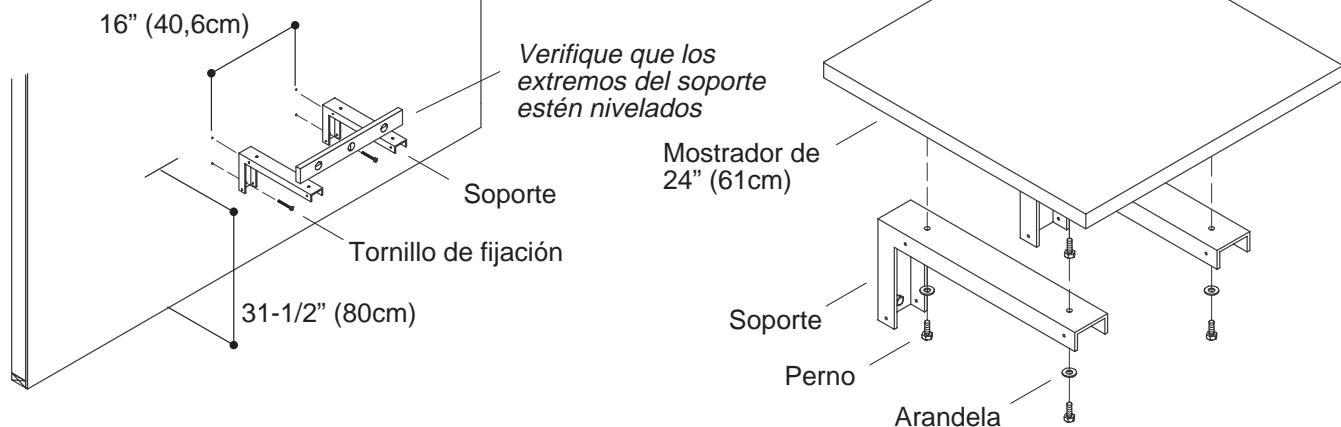 16” (40,6cm)
Verifique que los
extremos del soporte
estén nivelados
Soporte
Tornillo de fijación
31-1/2” (80cm)
Mostrador de
24” (61cm)
Soporte
Perno
Arandela